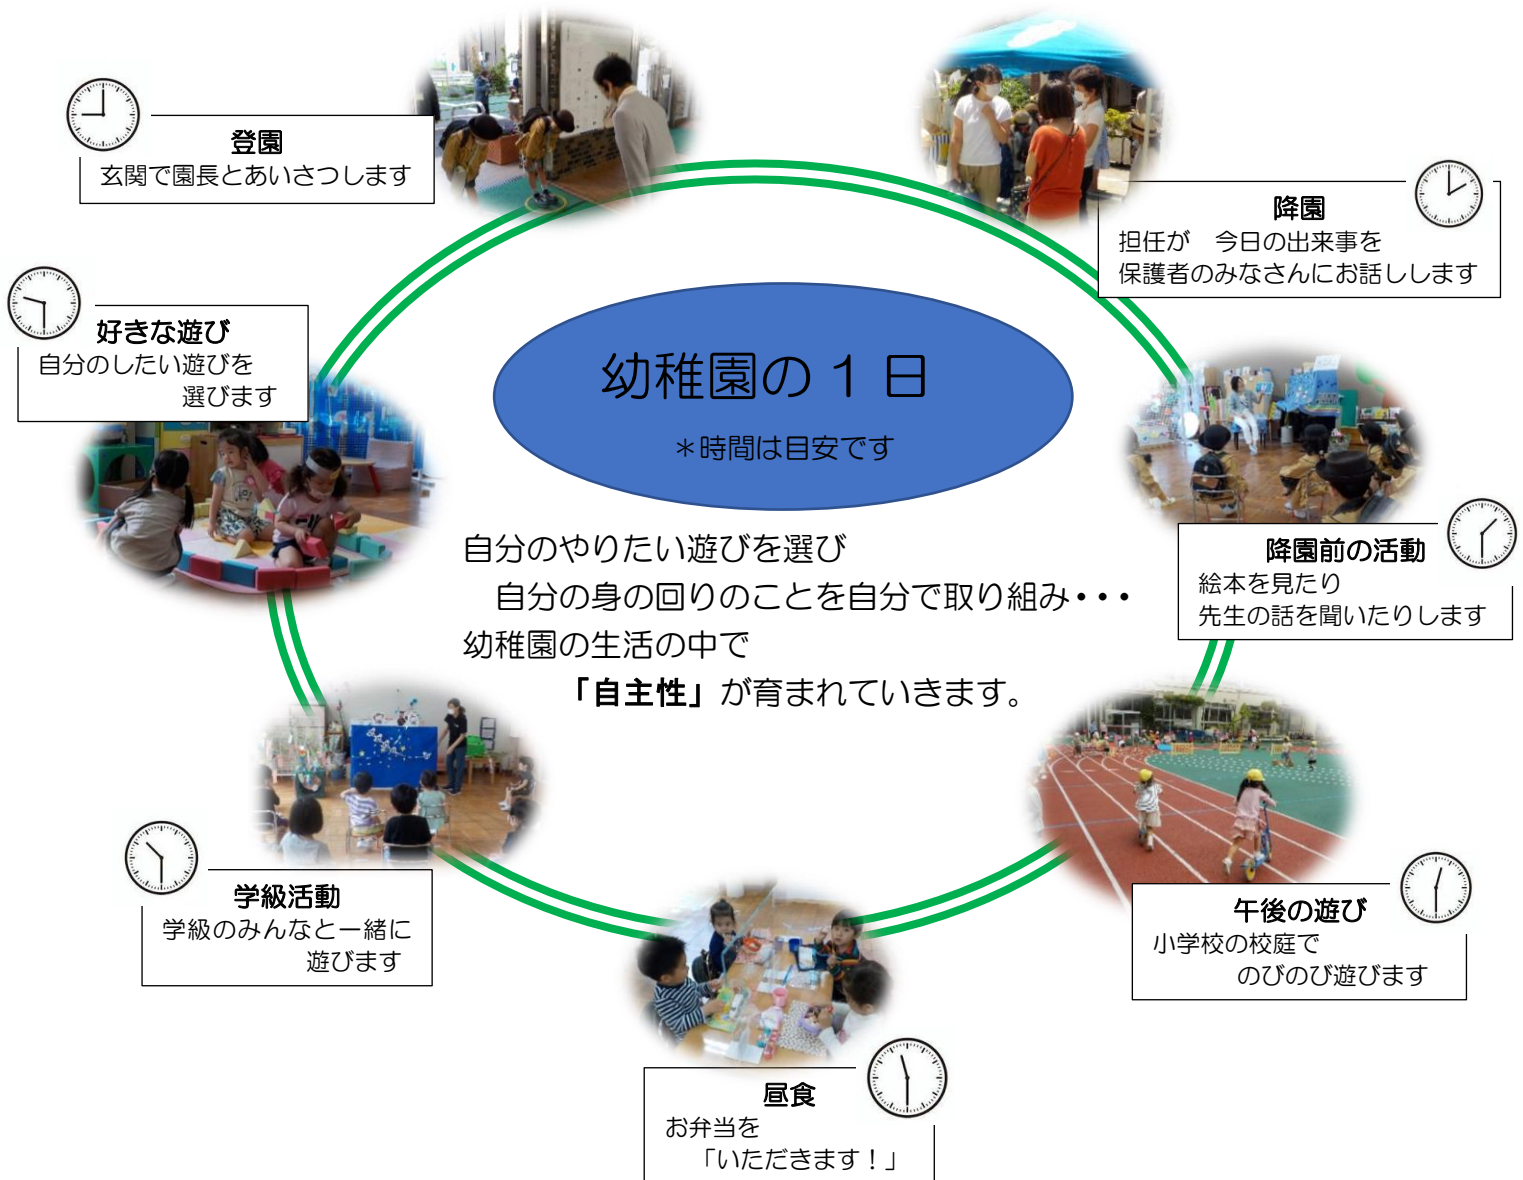 幼稚園の１日
＊時間は目安です
登園
玄関で園長とあいさつします
好きな遊び
自分のしたい遊びを
選びます
学級活動
学級のみんなと一緒に
遊びます
昼食
お弁当を
「いただきます！」
午後の遊び
小学校の校庭で
のびのび遊びます
降園前の活動
絵本を見たり
先生の話を聞いたりします
降園
担任が　今日の出来事を
保護者のみなさんにお話しします
自分のやりたい遊びを選び
自分の身の回りのことを自分で取り組み・・・
幼稚園の生活の中で
「自主性」が育まれていきます。